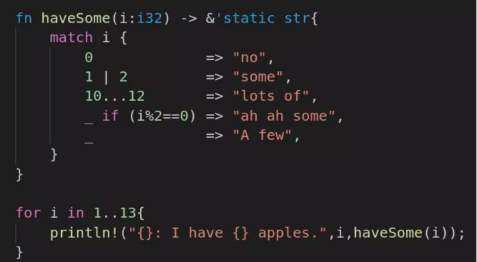 fn haveSome(i:i32) -> &'static str{
    match i {
        0             => "no",
        1 | 2         => "some",
        10...12       => "lots of",
        _ if (i%2==0) => "ah ah some",
        _             => "A few",
    }
}

for i in 1..13{
    println!("{}: I have {} apples.",i,haveSome(i));
}